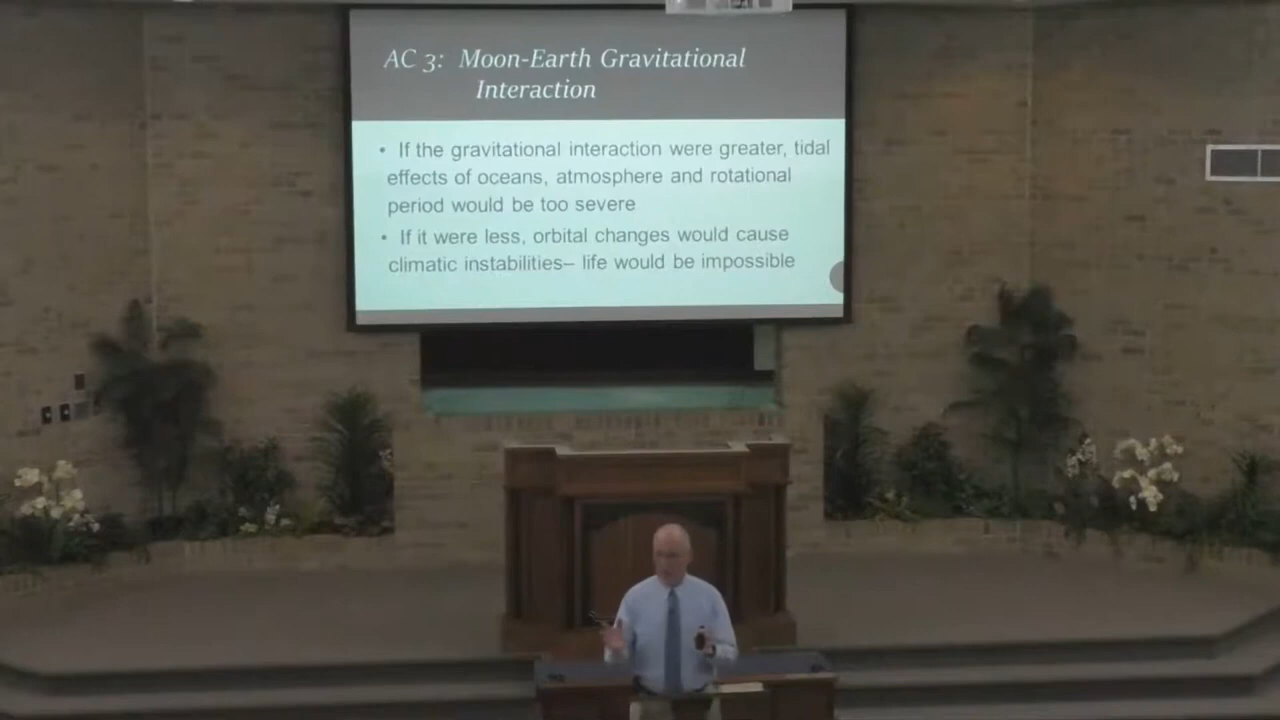 AC 3: Moon-Earth Gravitational
Interaction
• If the gravitational interaction were greater, tidal
effects of oceans, atmosphere and rotational
period would be too severe
• If it were less, orbital changes would cause
climatic instabilities– life would be impossible